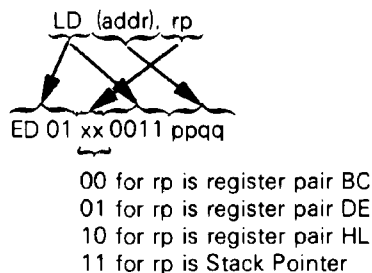 LD (addr), rp
ED 01 xx 0011 ppqq
00 for rp is register pair BC
01 for rp is register pair DE
10 for rp is register pair HL
11 for rp is Stack Pointer